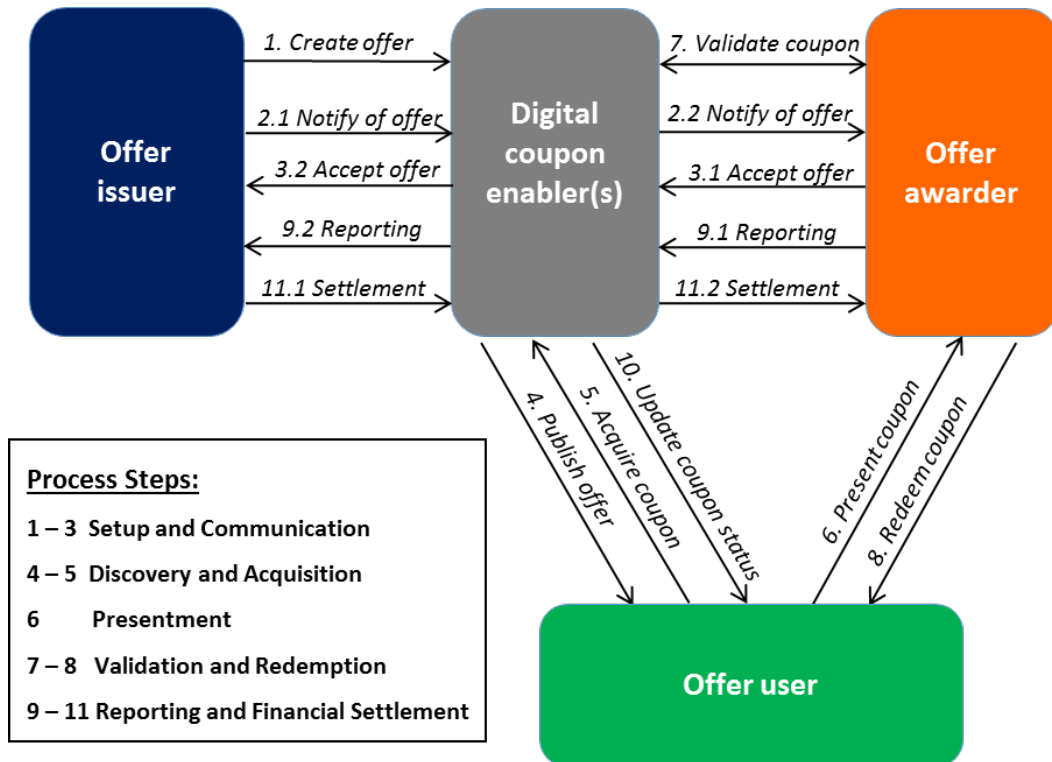 1. Create offer
7. Validate coupon
2.1 Notify of offer
2.2 Notify of offer
Offer
issuer
Digital
coupon
enabler(s)
Offer
awarder
3.2 Accept offer
3.1 Accept offer
9.2 Reporting
9.1 Reporting
11.1 Settlement
11.2 Settlement
4. Publish offer
5. Acquire coupon
10. Update coupon status
6. Present coupon
8. Redeem coupon
Process Steps:
1 – 3 Setup and Communication
4 – 5 Discovery and Acquisition
6 Presentment
7 – 8 Validation and Redemption
9 – 11 Reporting and Financial Settlement
Offer user